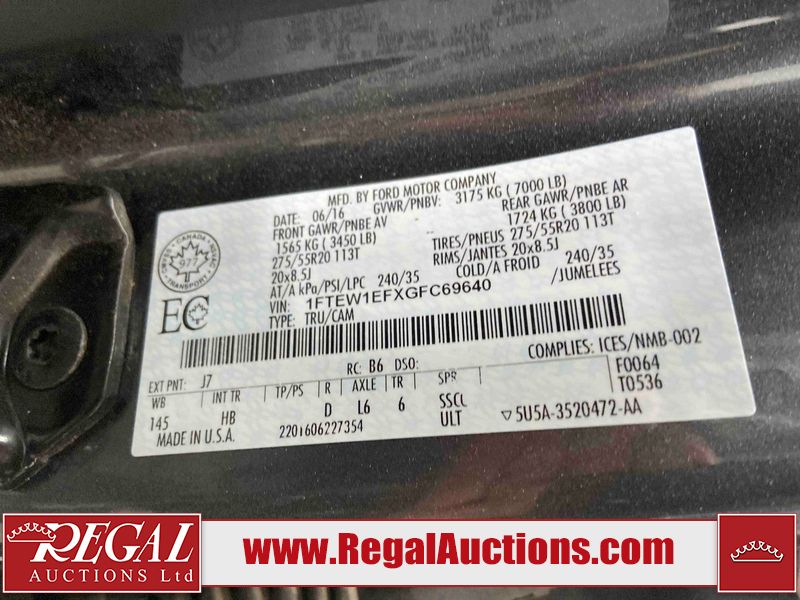 MFD. BY FORD MOTOR COMPANY
DATE: 06/16 GVWR/PNBV: 3175 KG ( 7000 LB)
FRONT GAWR/PNBE AV REAR GAWR/PNBE AR
1565 KG ( 3450 LB) 1724 KG ( 3800 LB)
275/55R20 113T TIRES/PNEUS 275/55R20 113T
20x8.5J RIMS/JANTES 20x8.5J
AT/A kPa/PSI/LPC 240/35 COLD/A FROID 240/35
VIN: 1FTEW1EFXGFC69640 /JUMELEES
TYPE: TRU/CAM
CANADA
977
EC
COMPLIES: ICES/NMB-002
EXT PNT: J7 RC: B6 DSO: F0064
WB INT TR TP/PS R AXLE TR SPR T0536
145 HB D L6 6 SSCL
ULT
MADE IN U.S.A. 2201606227354 ▽5U5A-3520472-AA
REGAL
AUCTIONS Ltd
www.RegalAuctions.com